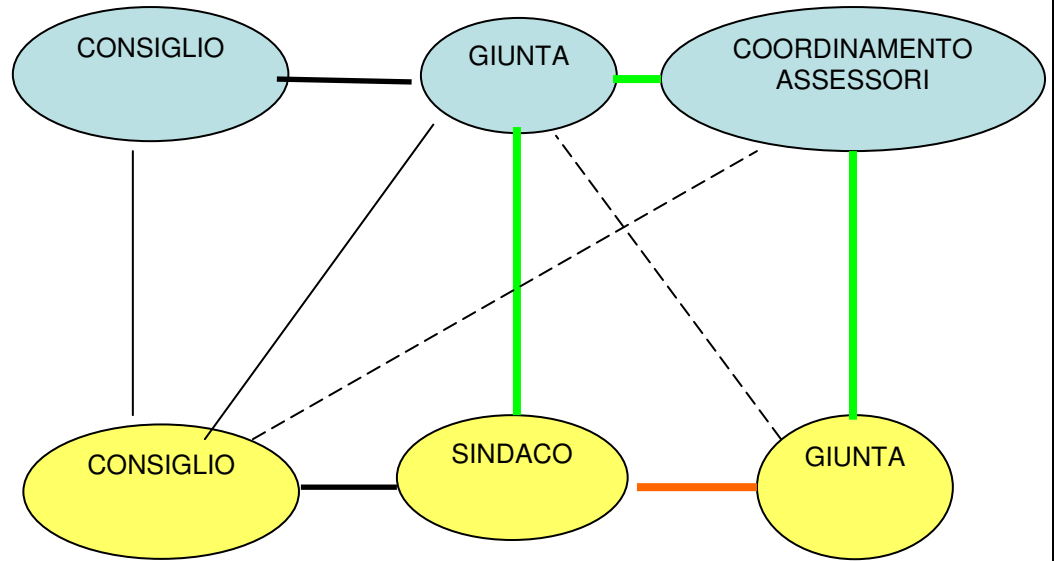 CONSIGLIO
GIUNTA
COORDINAMENTO
ASSESSORI
CONSIGLIO
SINDACO
GIUNTA